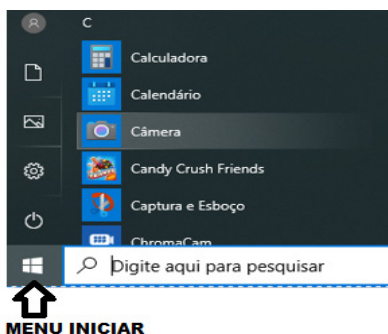 C
Calculadora
Calendário
Câmera
Candy Crush Friends
Captura e Esboço
ChromaCam
Digite aqui para pesquisar
MENU INICIAR